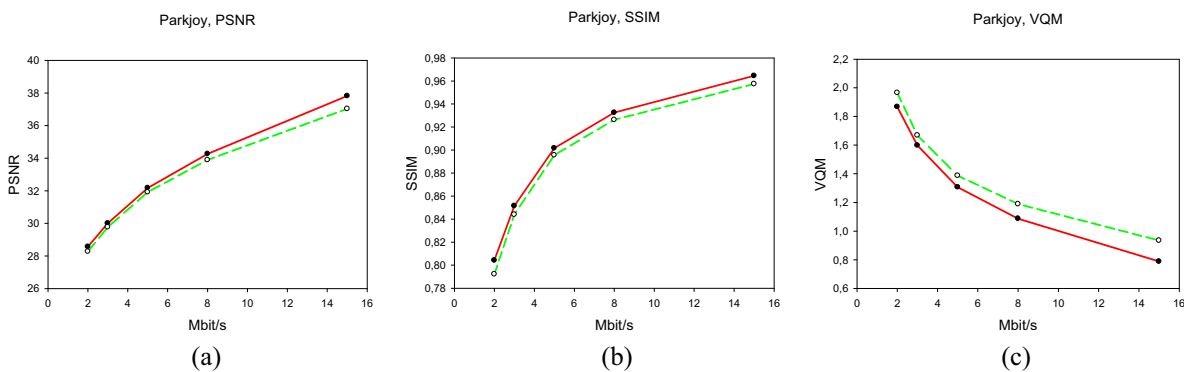 Parkjoy, PSNR
40
38
36
34
32
30
28
26
PSNR
0 2 4 6 8 10 12 14 16
Mbit/s
(a)
Parkjoy, SSIM
0,98
0,96
0,94
0,92
0,90
0,88
0,86
0,84
0,82
0,80
0,78
SSIM
0 2 4 6 8 10 12 14 16
Mbit/s
(b)
Parkjoy, VQM
2,2
2,0
1,8
1,6
1,4
1,2
1,0
0,8
0,6
VQM
0 2 4 6 8 10 12 14 16
Mbit/s
(c)